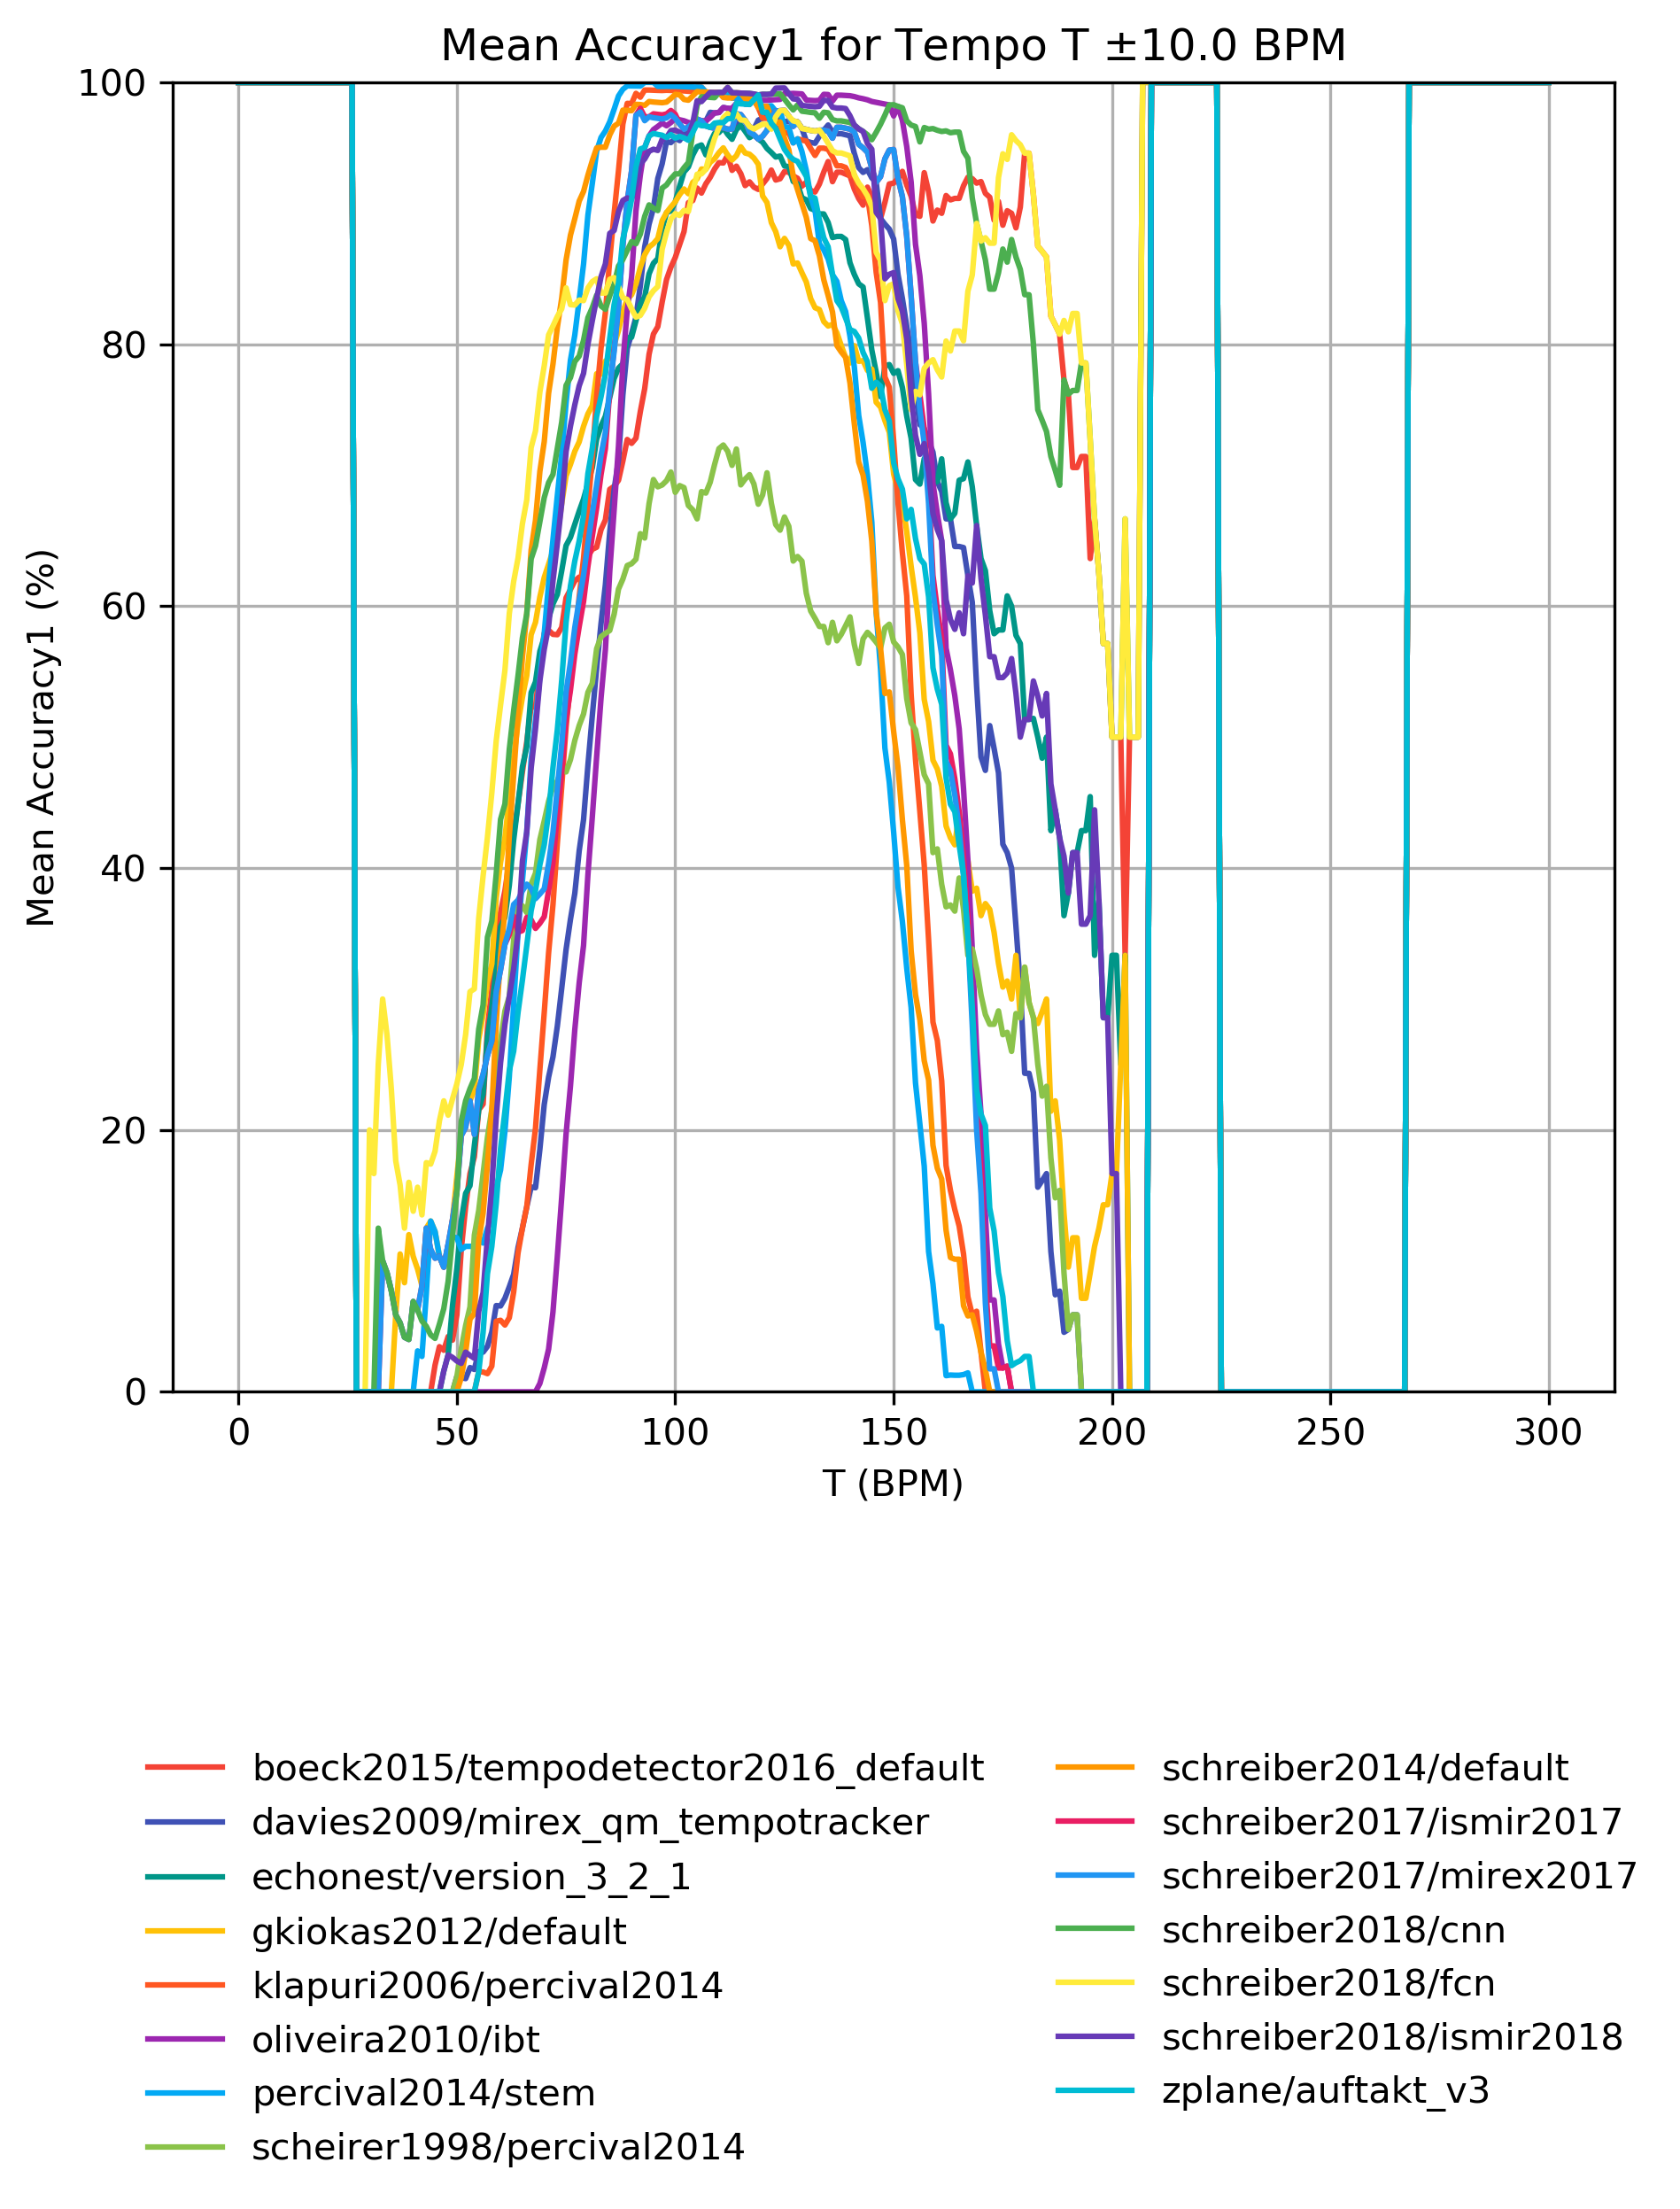 Mean Accuracy1 for Tempo T ±10.0 BPM
Mean Accuracy1 (%)
100
80
60
40
20
0
0 50 100 150 200 250 300
T (BPM)
boeck2015/tempodetector2016_default
davies2009/mirex_qm_tempotracker
echonest/version_3_2_1
gkiokas2012/default
klapuri2006/percival2014
oliveira2010/ibt
percival2014/stem
scheirer1998/percival2014
schreiber2014/default
schreiber2017/ismir2017
schreiber2017/mirex2017
schreiber2018/cnn
schreiber2018/fcn
schreiber2018/ismir2018
zplane/auftakt_v3